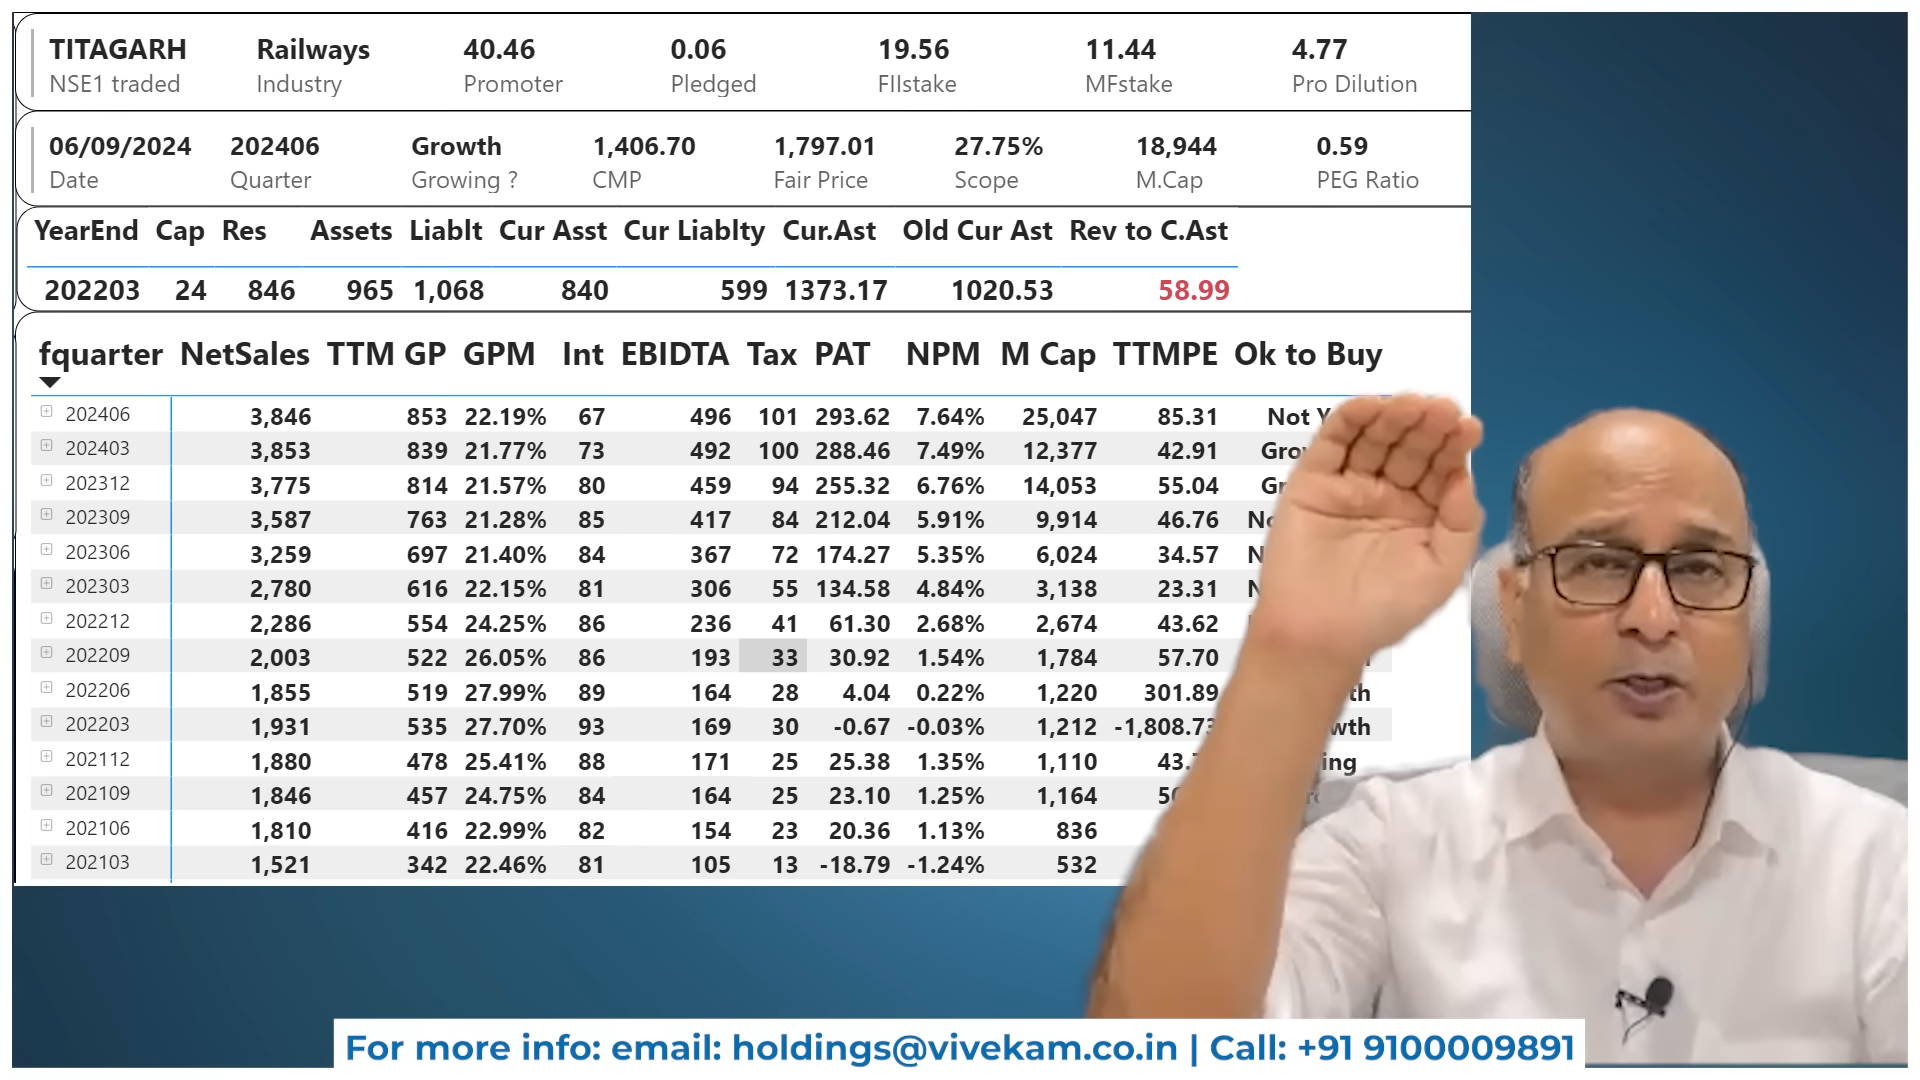 TITAGARH Railways 40.46 0.06 19.56 11.44 4.77
NSE1 traded Industry Promoter Pledged FIIstake MFstake Pro Dilution
06/09/2024 202406 Growth 1,406.70 1,797.01 27.75% 18,944 0.59
Date Quarter Growing ? CMP Fair Price Scope M.Cap PEG Ratio
YearEnd Cap Res Assets Liablt Cur Asst Cur Liablty Cur.Ast Old Cur Ast Rev to C.Ast
202203 24 846 965 1,068 840 599 1373.17 1020.53 58.99
fquarter NetSales TTM GP GPM Int EBIDTA Tax PAT NPM M Cap TTMPE Ok to Buy
202406 3,846 853 22.19% 67 496 101 293.62 7.64% 25,047 85.31 Not
202403 3,853 839 21.77% 73 492 100 288.46 7.49% 12,377 42.91
202312 3,775 814 21.57% 80 459 94 255.32 6.76% 14,053 55.04
202309 3,587 763 21.28% 85 417 84 212.04 5.91% 9,914 46.76
202306 3,259 697 21.40% 84 367 72 174.27 5.35% 6,024 34.57
202303 2,780 616 22.15% 81 306 55 134.58 4.84% 3,138 23.31
202212 2,286 554 24.25% 86 236 41 61.30 2.68% 2,674 43.62
202209 2,003 522 26.05% 86 193 33 30.92 1.54% 1,784 57.70
202206 1,855 519 27.99% 89 164 28 4.04 0.22% 1,220 301.89
202203 1,931 535 27.70% 93 169 30 -0.67 -0.03% 1,212 -1,808.73
202112 1,880 478 25.41% 88 171 25 25.38 1.35% 1,110
202109 1,846 457 24.75% 84 164 25 23.10 1.25% 1,164
202106 1,810 416 22.99% 82 154 23 20.36 1.13% 836
202103 1,521 342 22.46% 81 105 13 -18.79 -1.24% 532
For more info: email: holdings@vivekam.co.in | Call: +91 9100009891